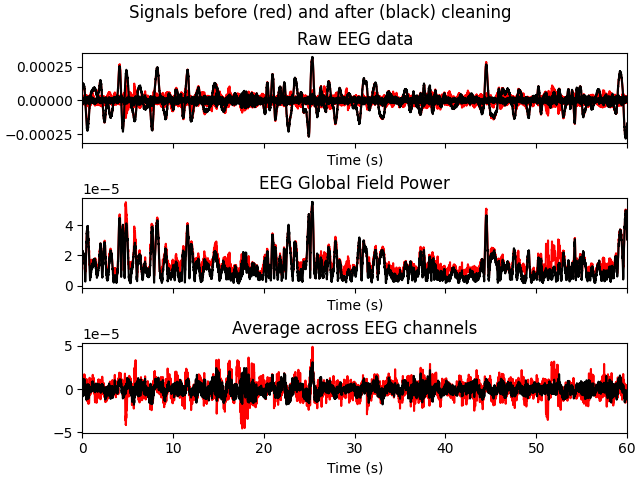 Signals before (red) and after (black) cleaning
Raw EEG data
0.00025
0.00000
−0.00025
Time (s)
EEG Global Field Power
1e−5
4
2
0
Time (s)
Average across EEG channels
1e−5
5
0
−5
0 10 20 30 40 50 60
Time (s)